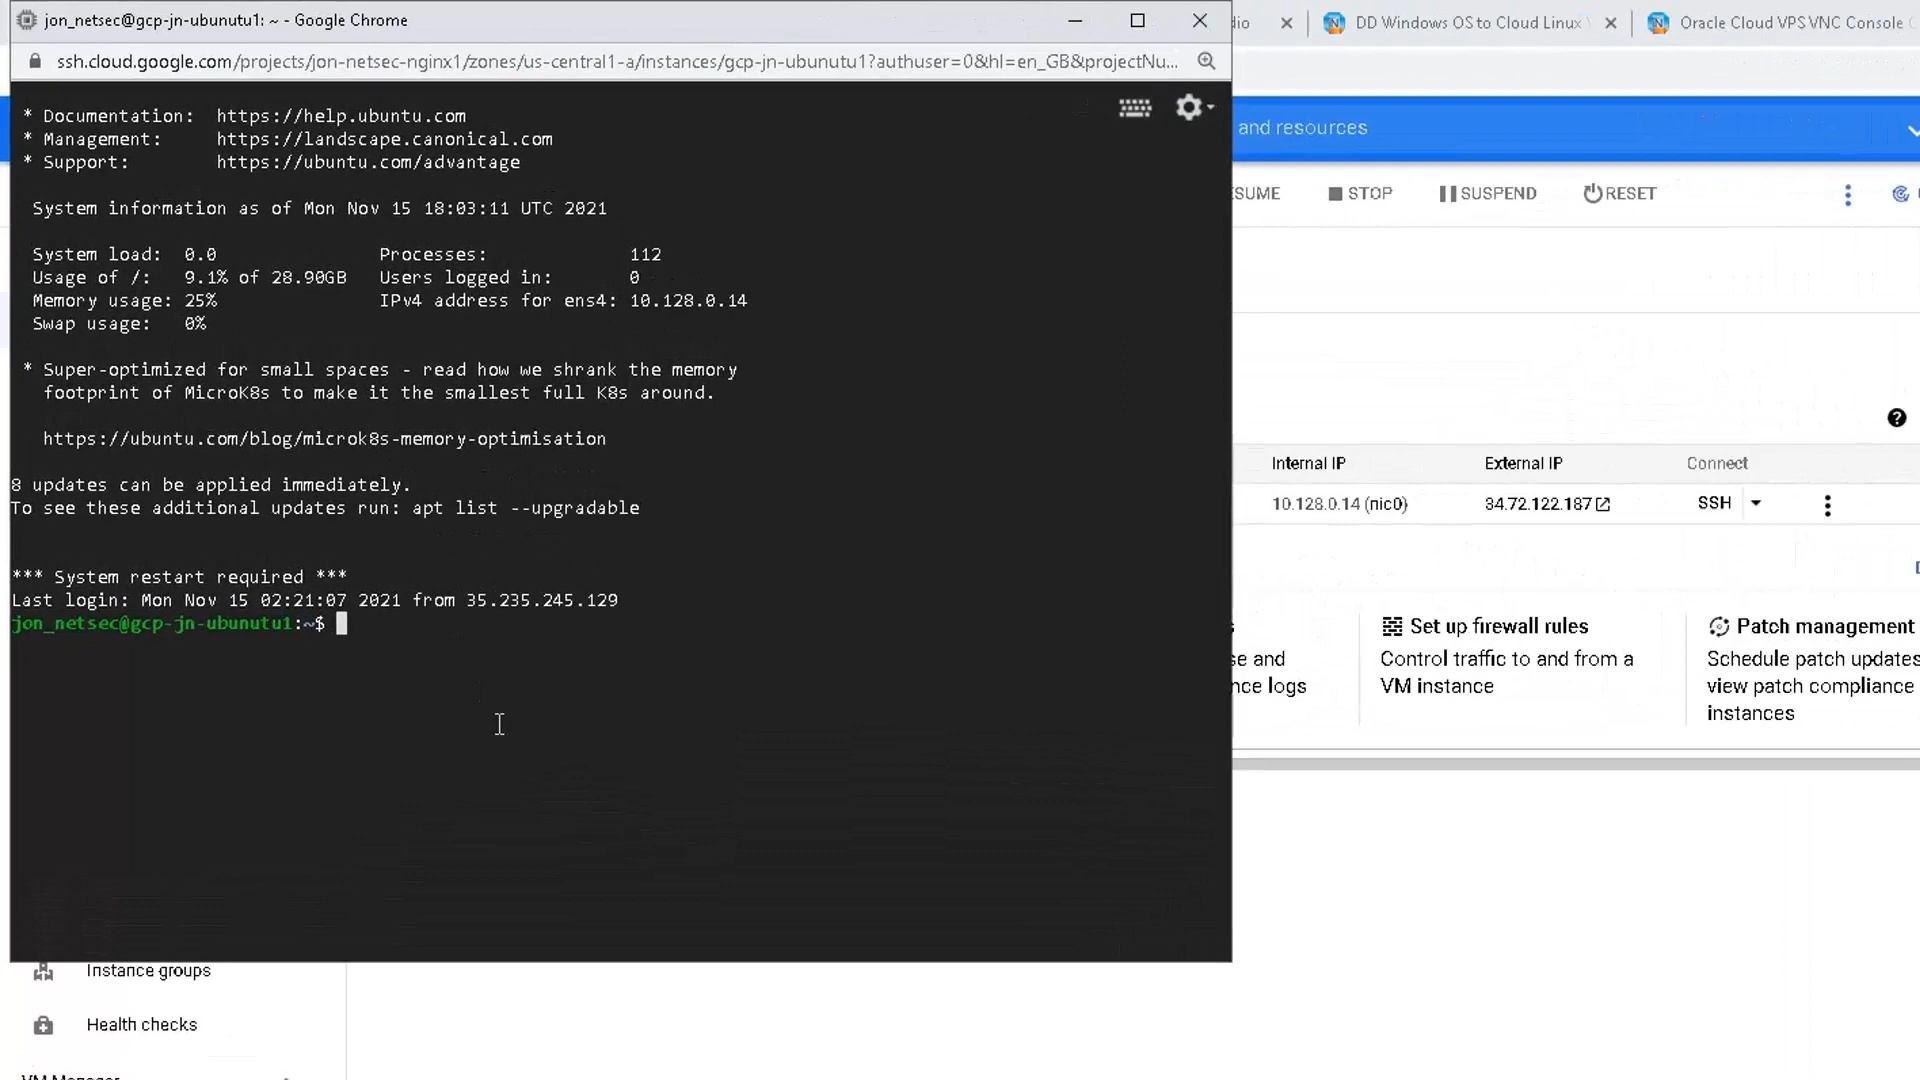 jon_netsec@gcp-jn-ubunutu1: ~ - Google Chrome
dio
DD Windows OS to Cloud Linux
Oracle Cloud VPS VNC Console
ssh.cloud.google.com/projects/jon-netsec-nginx1/zones/us-central1-a/instances/gcp-jn-ubunutu1?authuser=0&hl=en_GB&projectNu...
* Documentation: https://help.ubuntu.com
* Management: https://landscape.canonical.com
* Support: https://ubuntu.com/advantage
System information as of Mon Nov 15 18:03:11 UTC 2021
System load: 0.0 Processes: 112
Usage of /: 9.1% of 28.90GB Users logged in: 0
Memory usage: 25% IPv4 address for ens4: 10.128.0.14
Swap usage: 0%
* Super-optimized for small spaces - read how we shrank the memory
footprint of MicroK8s to make it the smallest full K8s around.
https://ubuntu.com/blog/microk8s-memory-optimisation
8 updates can be applied immediately.
To see these additional updates run: apt list --upgradable
*** System restart required ***
Last login: Mon Nov 15 02:21:07 2021 from 35.235.245.129
jon_netsec@gcp-jn-ubunutu1:~$
and resources
SUME STOP SUSPEND RESET
Internal IP External IP Connect
10.128.0.14 (nic0) 34.72.122.187 SSH
Set up firewall rules
Control traffic to and from a
VM instance
Patch management
Schedule patch updates
view patch compliance
instances
se and
nce logs
Instance groups
Health checks
VM Manager